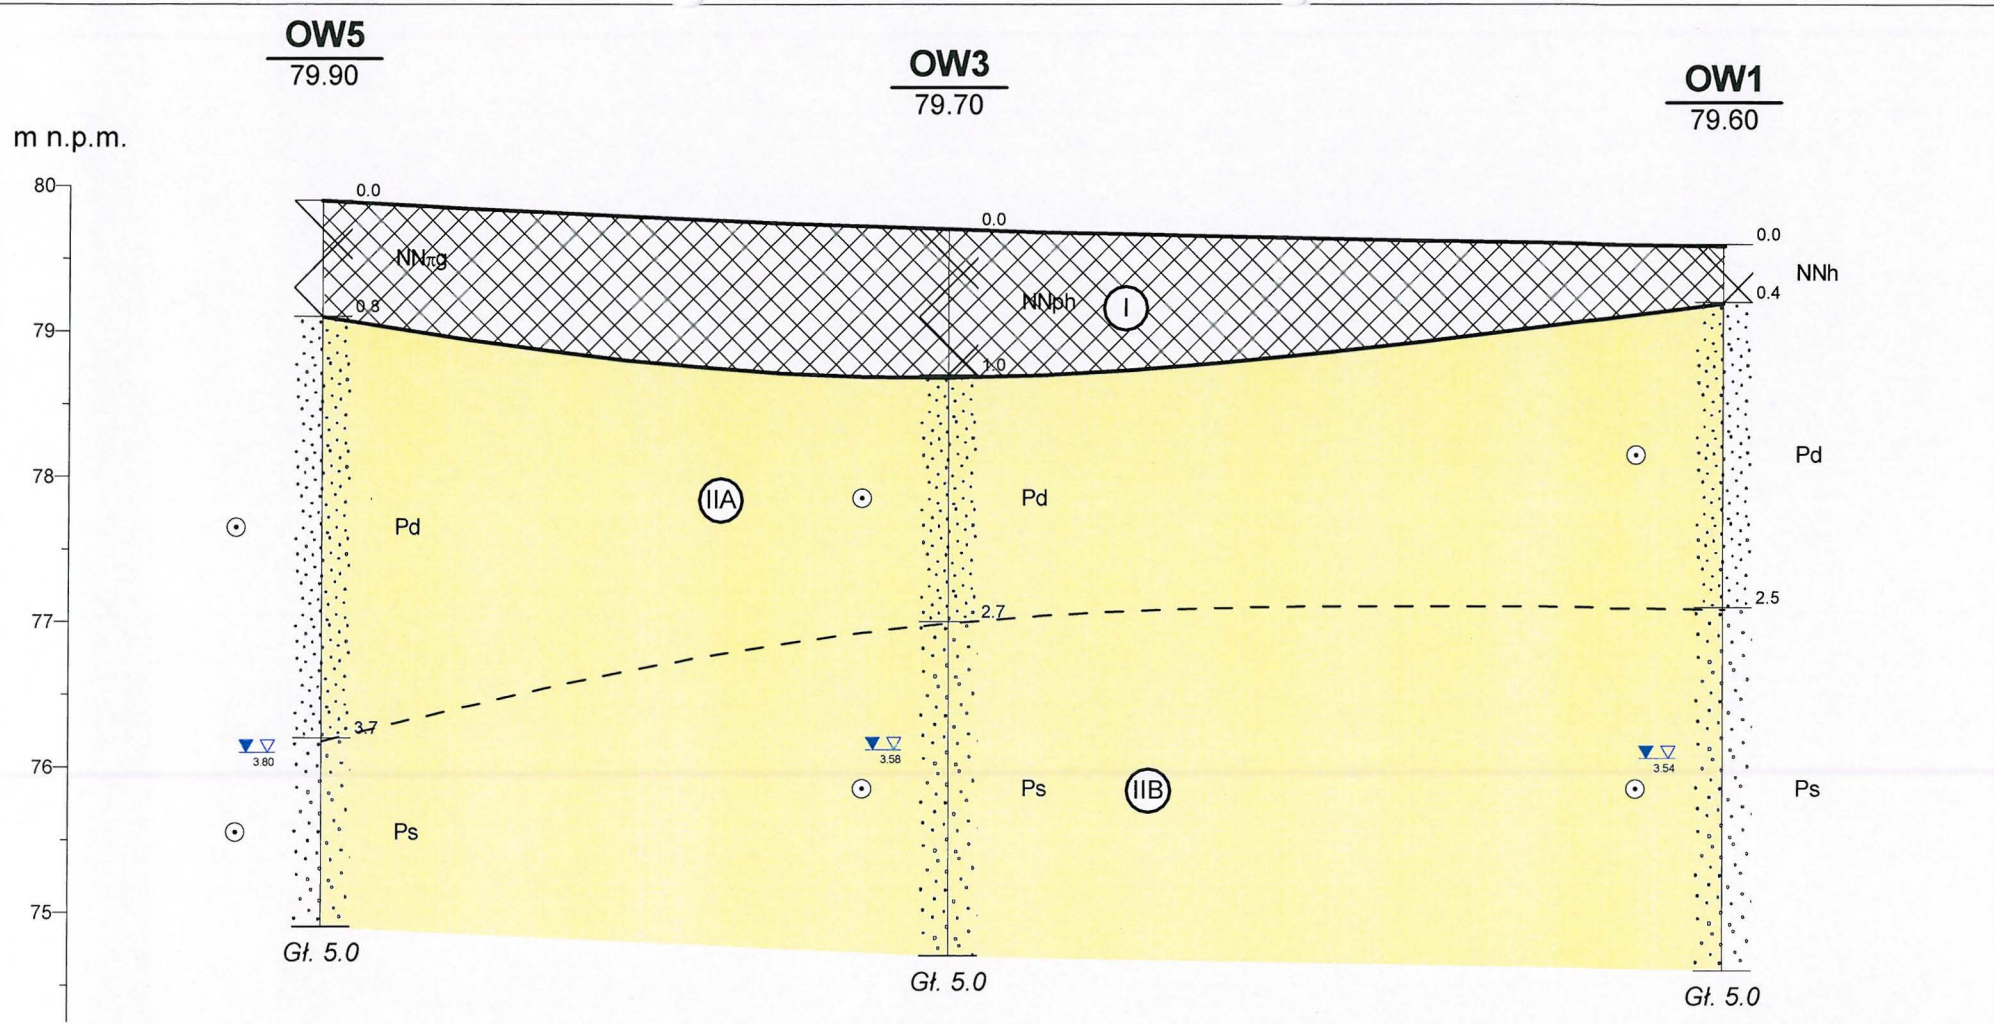 OW5
79.90
OW3
79.70
OW1
79.60
m n.p.m.
80
79
78
77
76
75
0.0
NNπg
0.8
Pd
3.7
3.80
Ps
Gł. 5.0
0.0
NNph
I
1.0
IIA
Pd
2.7
3.58
Ps
IIB
Gł. 5.0
0.0
NNh
0.4
Pd
2.5
3.54
Ps
Gł. 5.0